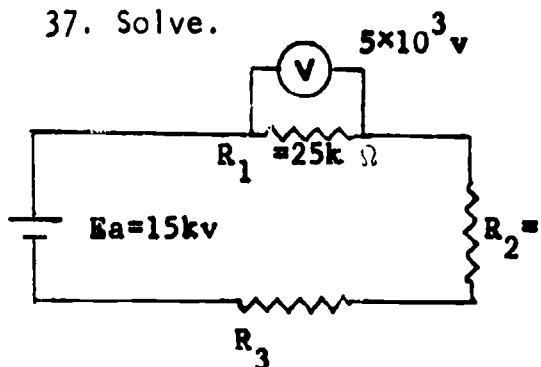 37. Solve.
5×10³v
V
R₁ =25k Ω
Ea=15kv
R₂=
R₃